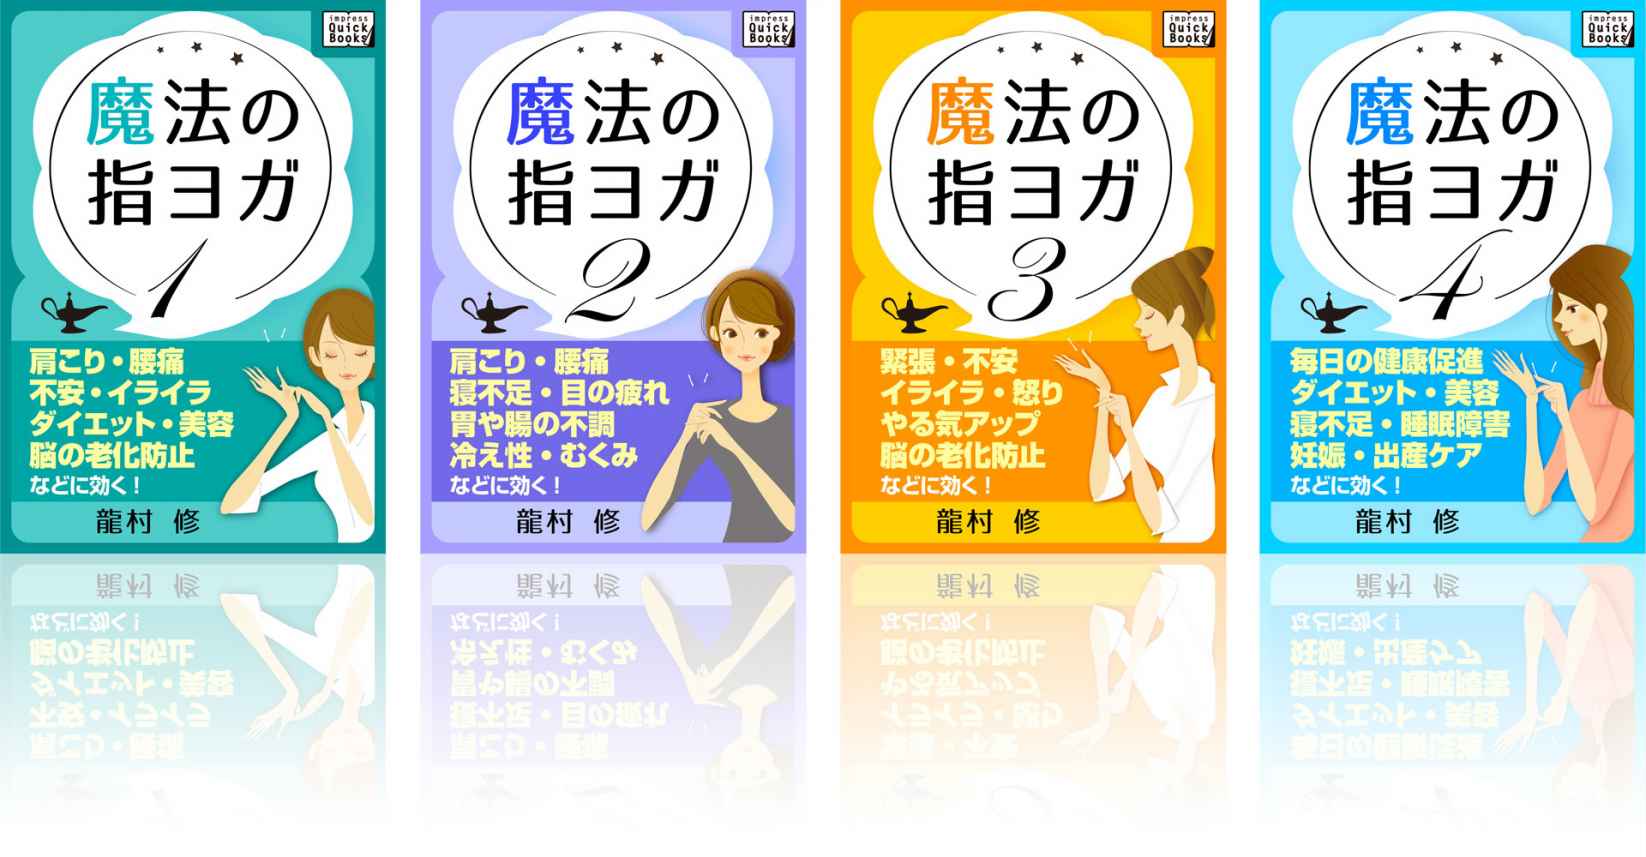 impress
Quick
Books
魔法の
指ヨガ
1
肩こり・腰痛
不安・イライラ
ダイエット・美容
脳の老化防止
などに効く！
龍村 修
impress
Quick
Books
魔法の
指ヨガ
2
肩こり・腰痛
寝不足・目の疲れ
胃や腸の不調
冷え性・むくみ
などに効く！
龍村 修
impress
Quick
Books
魔法の
指ヨガ
3
緊張・不安
イライラ・怒り
やる気アップ
脳の老化防止
などに効く！
龍村 修
impress
Quick
Books
魔法の
指ヨガ
4
毎日の健康促進
ダイエット・美容
寝不足・睡眠障害
妊娠・出産ケア
などに効く！
龍村 修